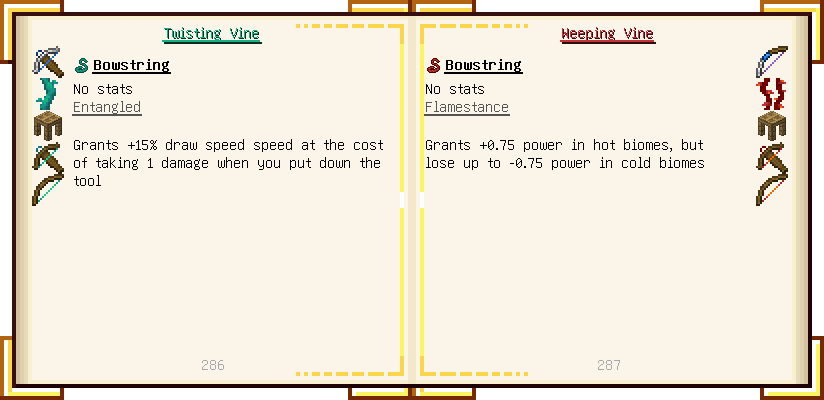 Twisting Vine
Bowstring
No stats
Entangled
Grants +15% draw speed speed at the cost
of taking 1 damage when you put down the
tool
286
Weeping Vine
Bowstring
No stats
Flamestance
Grants +0.75 power in hot biomes, but
lose up to -0.75 power in cold biomes
287